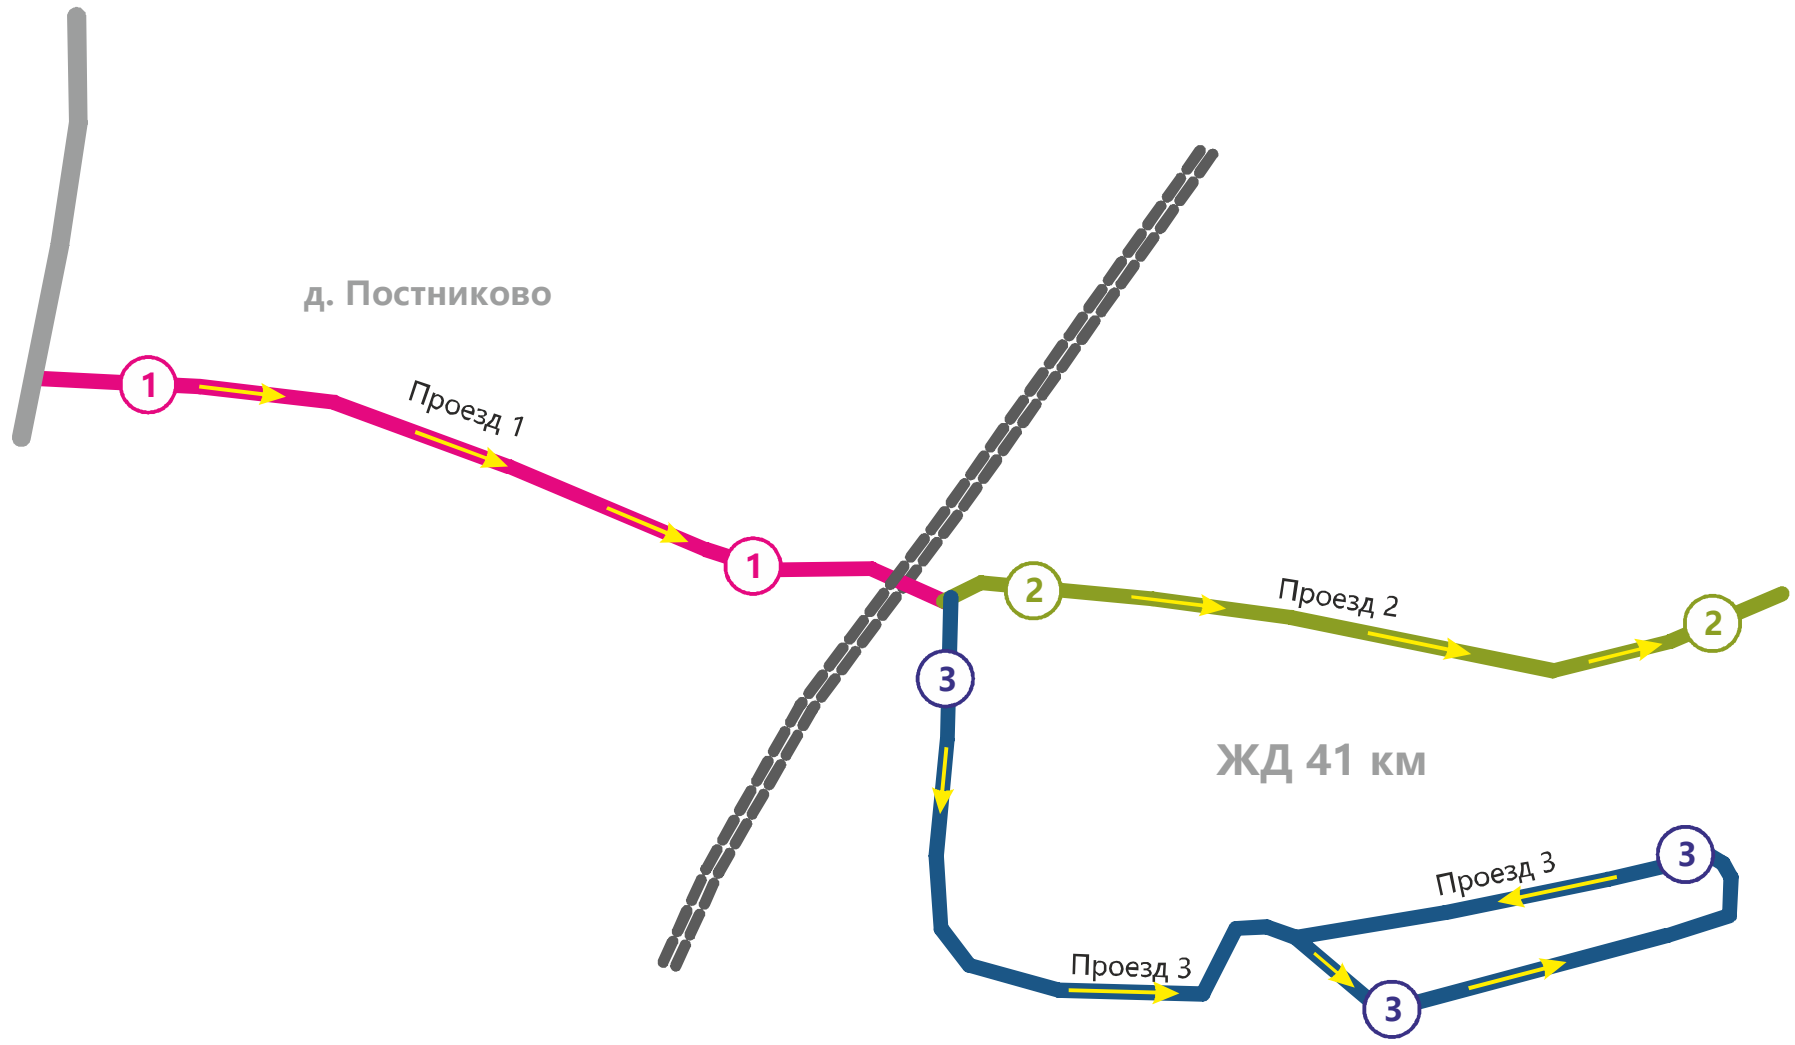 д. Постниково
1
Проезд 1
1
2
Проезд 2
2
3
ЖД 41 км
3
Проезд 3
Проезд 3
3